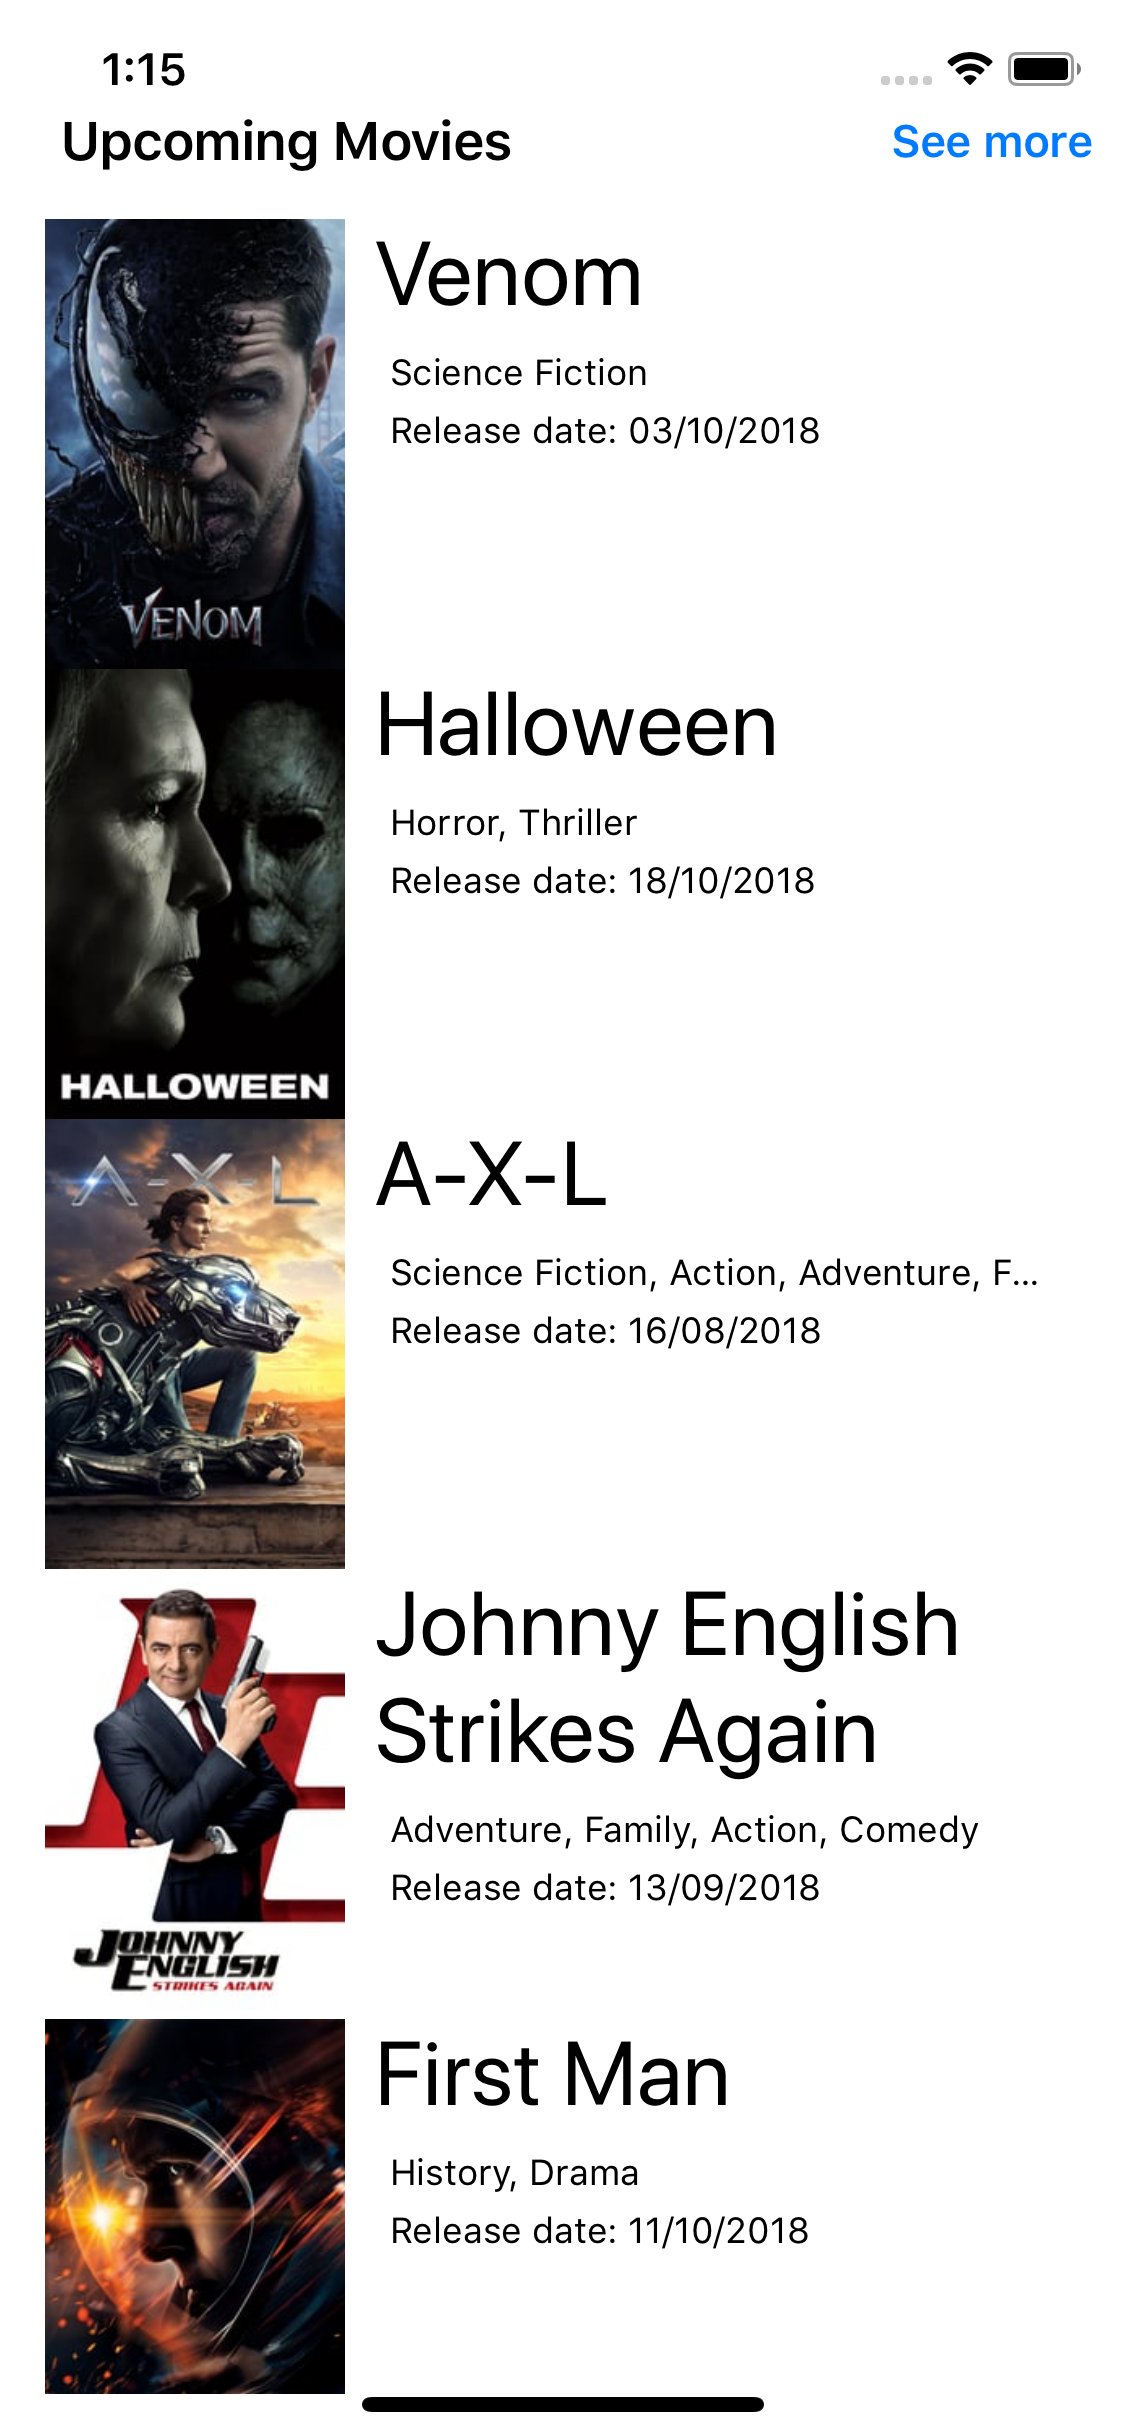 1:15
Upcoming Movies
See more
Venom
Science Fiction
Release date: 03/10/2018
VENOM
Halloween
Horror, Thriller
Release date: 18/10/2018
HALLOWEEN
A-X-L
A-X-L
Science Fiction, Action, Adventure, F...
Release date: 16/08/2018
Johnny English
Strikes Again
Adventure, Family, Action, Comedy
Release date: 13/09/2018
JOHNNY
ENGLISH
STRIKES AGAIN
First Man
History, Drama
Release date: 11/10/2018